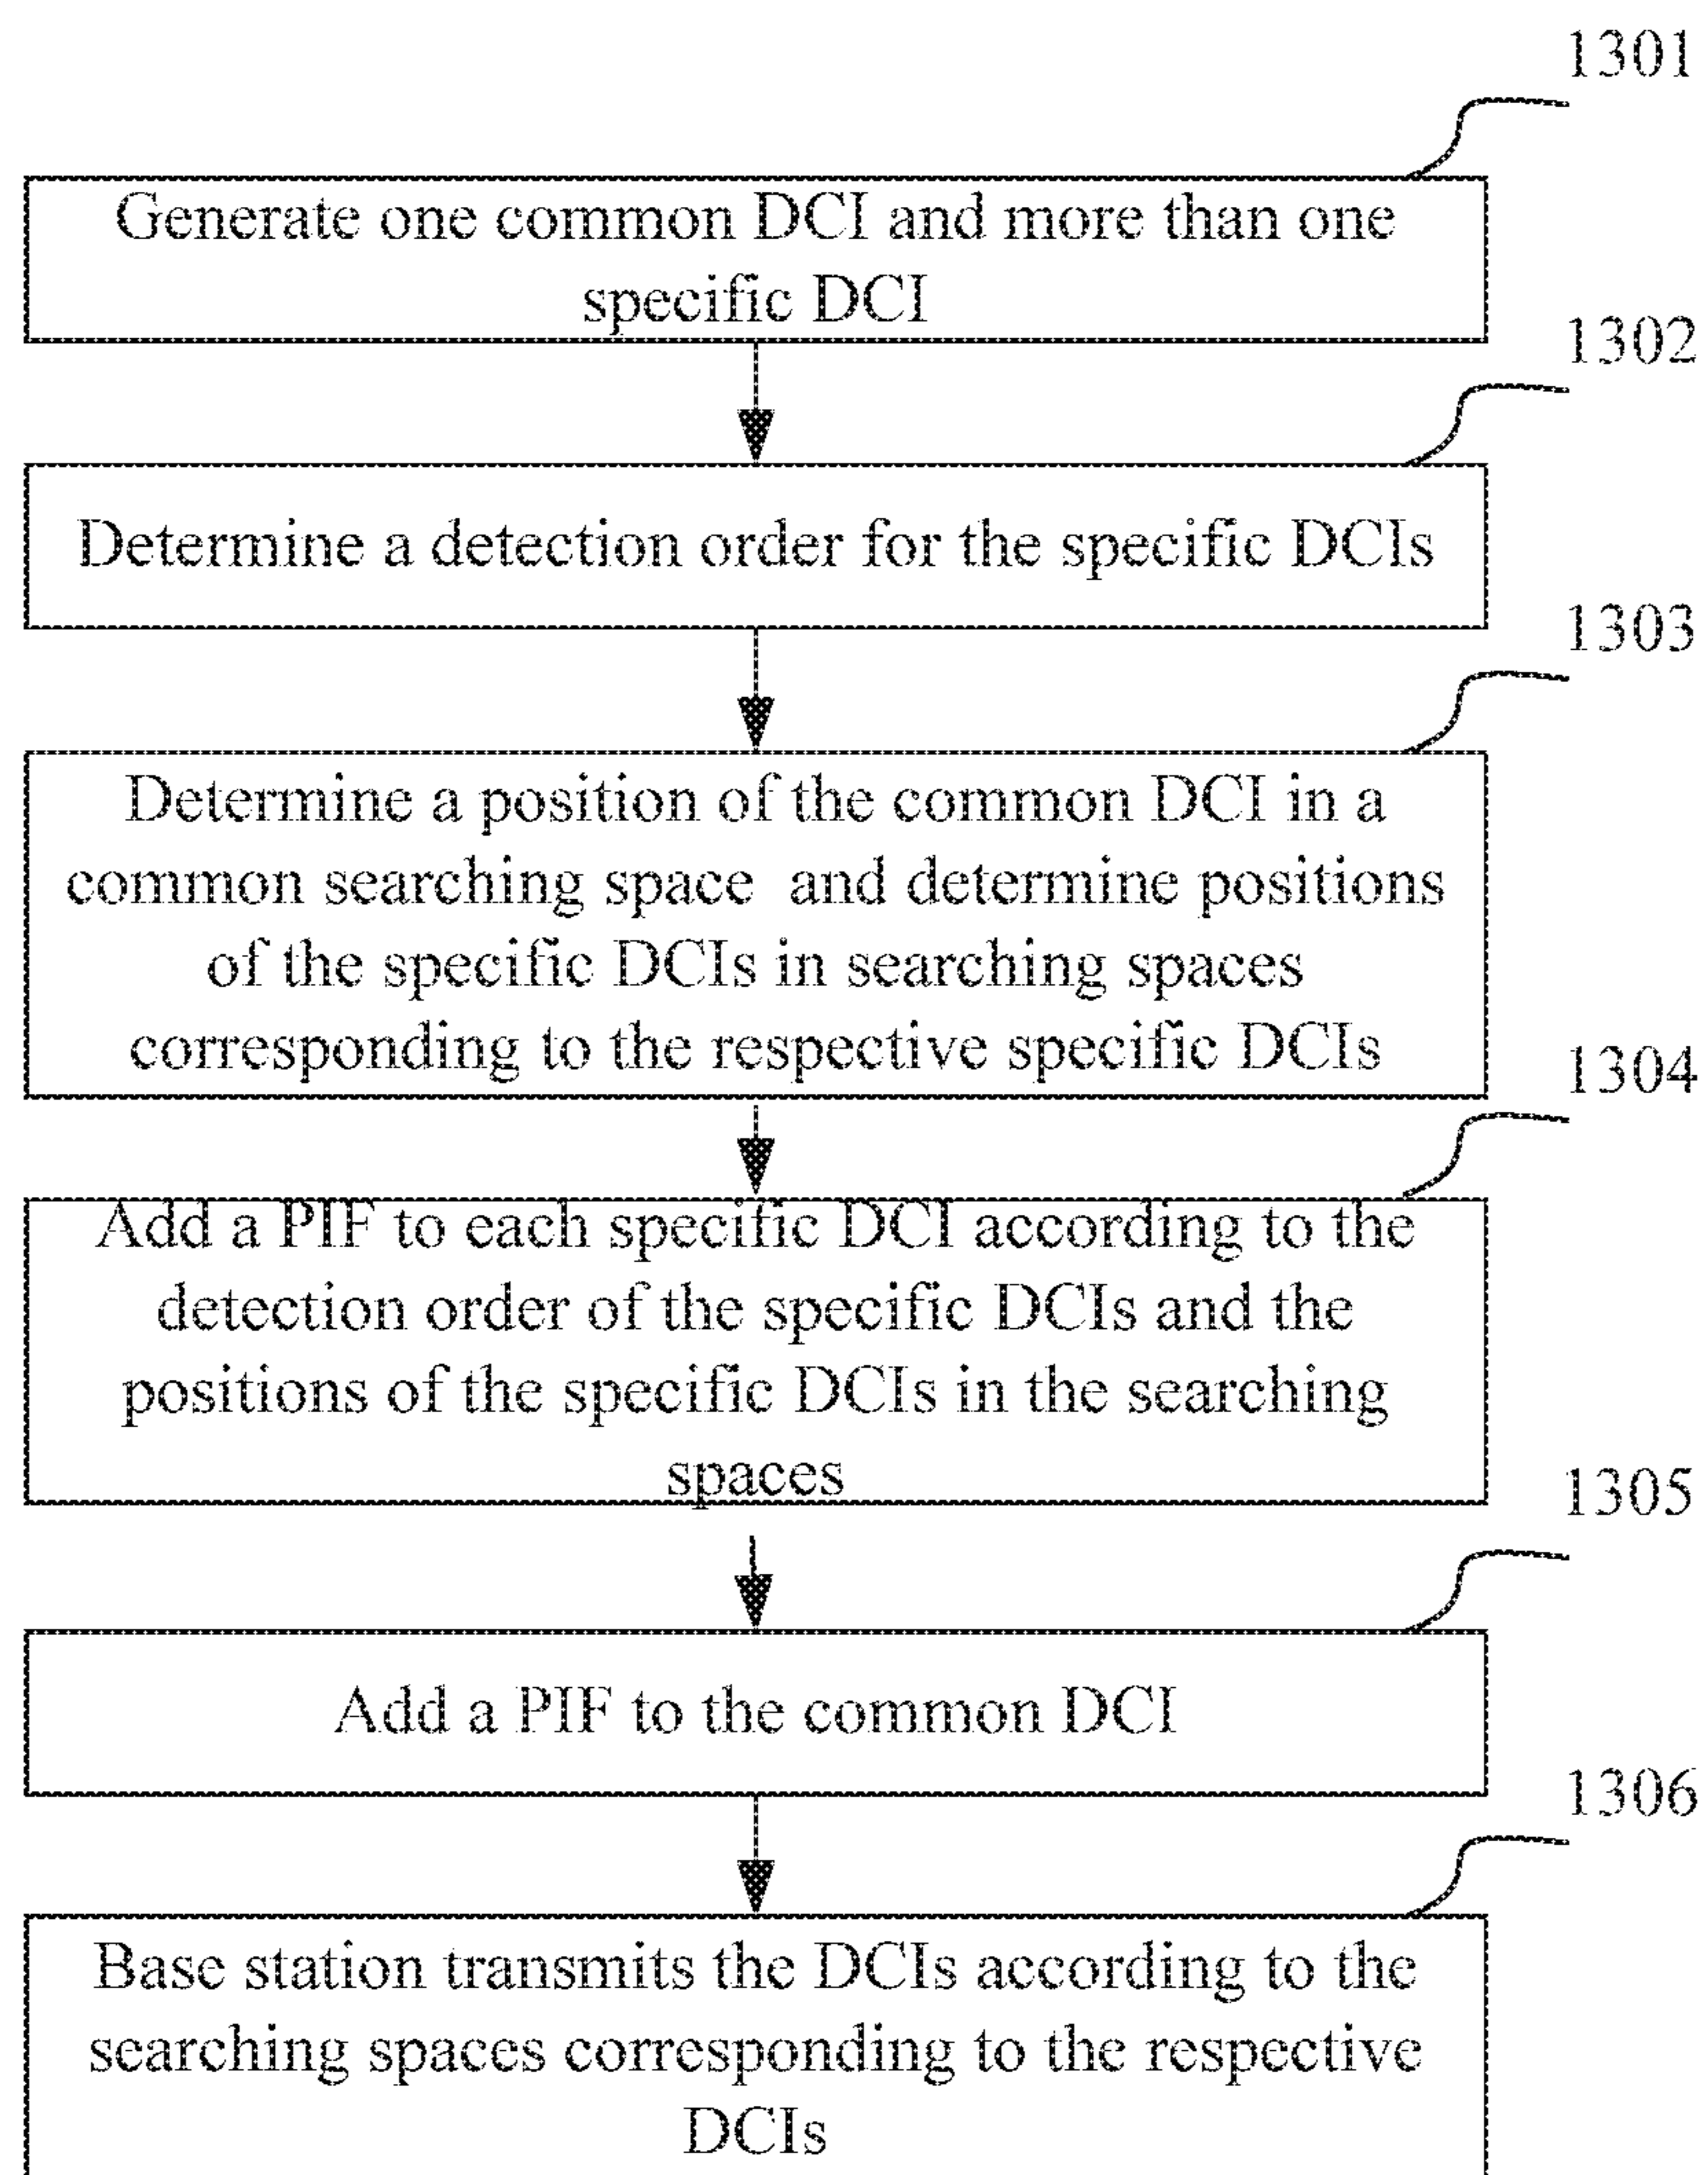 1301
Generate one common DCI and more than one
specific DCI
1302
Determine a detection order for the specific DCIs
1303
Determine a position of the common DCI in a
common searching space and determine positions
of the specific DCIs in searching spaces
corresponding to the respective specific DCIs
1304
Add a PIF to each specific DCI according to the
detection order of the specific DCIs and the
positions of the specific DCIs in the searching
spaces
1305
Add a PIF to the common DCI
1306
Base station transmits the DCIs according to the
searching spaces corresponding to the respective
DCIs